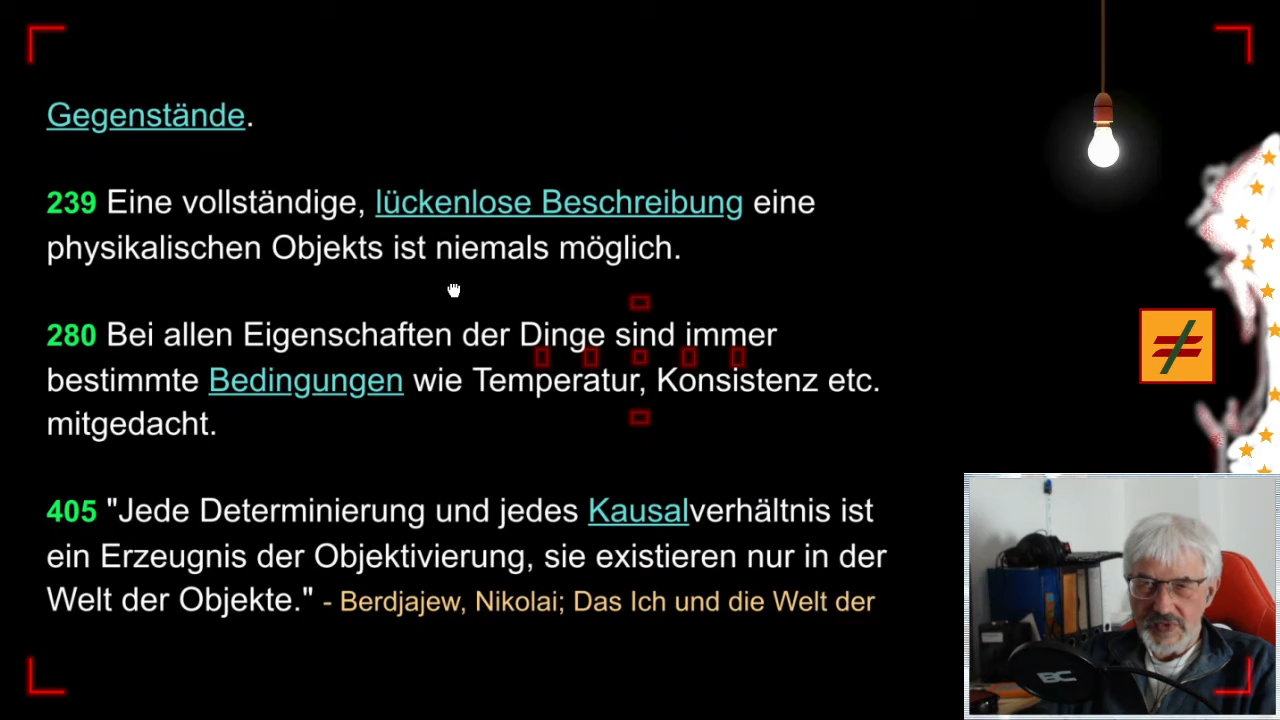 Gegenstände.
239 Eine vollständige, lückenlose Beschreibung eine
physikalischen Objekts ist niemals möglich.
280 Bei allen Eigenschaften der Dinge sind immer
bestimmte Bedingungen wie Temperatur, Konsistenz etc.
mitgedacht.
405 "Jede Determinierung und jedes Kausalverhältnis ist
ein Erzeugnis der Objektivierung, sie existieren nur in der
Welt der Objekte." - Berdjajew, Nikolai; Das Ich und die Welt der
≠
BC